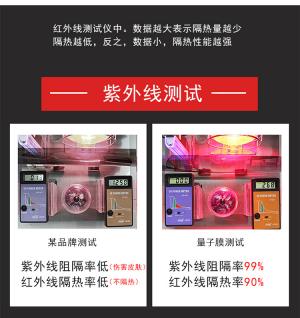 红外线测试仪中，数据越大表示隔热量越少
隔热越低，反之，数据小，隔热性能越强
紫外线测试
某品牌测试
量子膜测试
紫外线阻隔率低(伤害皮肤)
红外线隔热率低(不隔热)
紫外线阻隔率99%
红外线隔热率90%